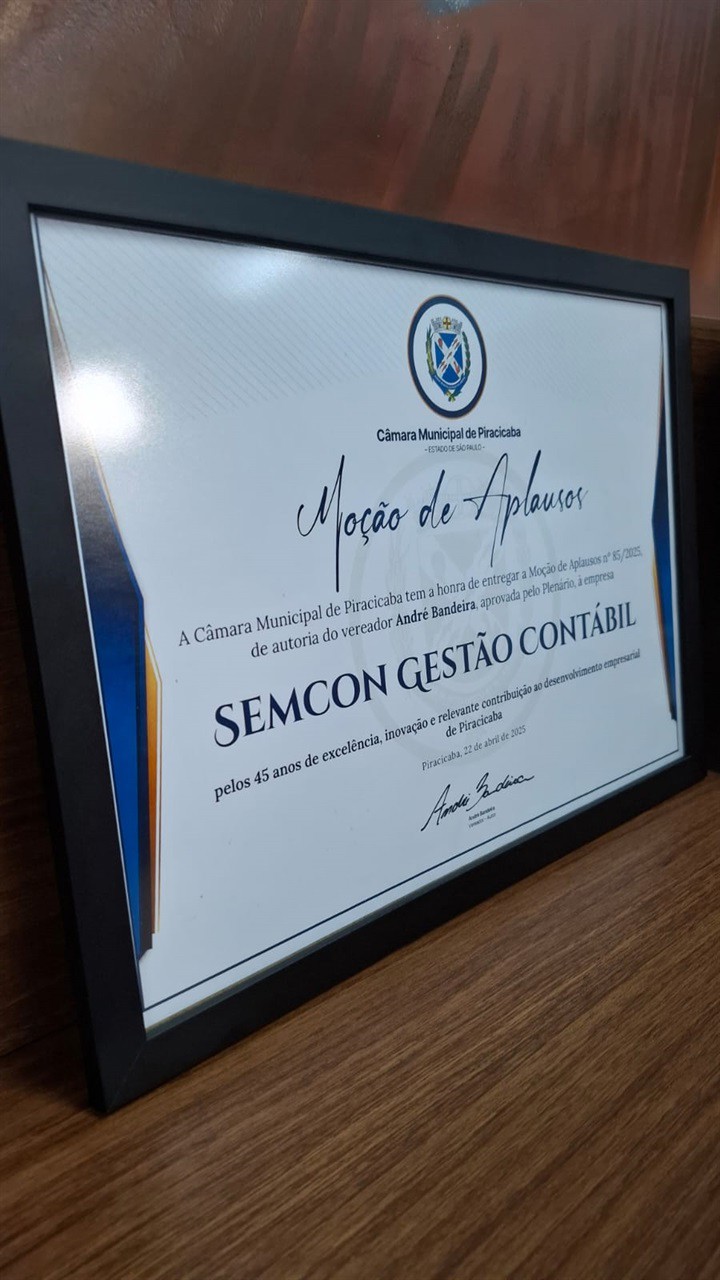 Câmara Municipal de Piracicaba
- ESTADO DE SÃO PAULO -
Moção de Aplausos
A Câmara Municipal de Piracicaba tem a honra de entregar a Moção de Aplausos nº 85/2025,
de autoria do vereador André Bandeira, aprovada pelo Plenário, à empresa
SEMCON GESTÃO CONTÁBIL
pelos 45 anos de excelência, inovação e relevante contribuição ao desenvolvimento empresarial
de Piracicaba
Piracicaba, 22 de abril de 2025
André Bandeira
André Bandeira